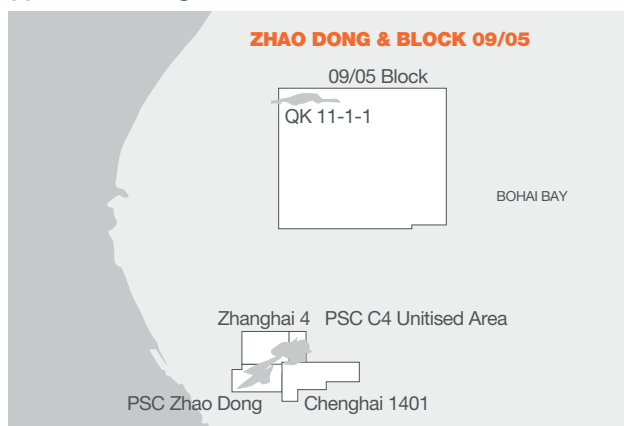 ZHAO DONG & BLOCK 09/05
09/05 Block
QK 11-1-1
BOHAI BAY
Zhanghai 4 PSC C4 Unitised Area
PSC Zhao Dong Chenghai 1401